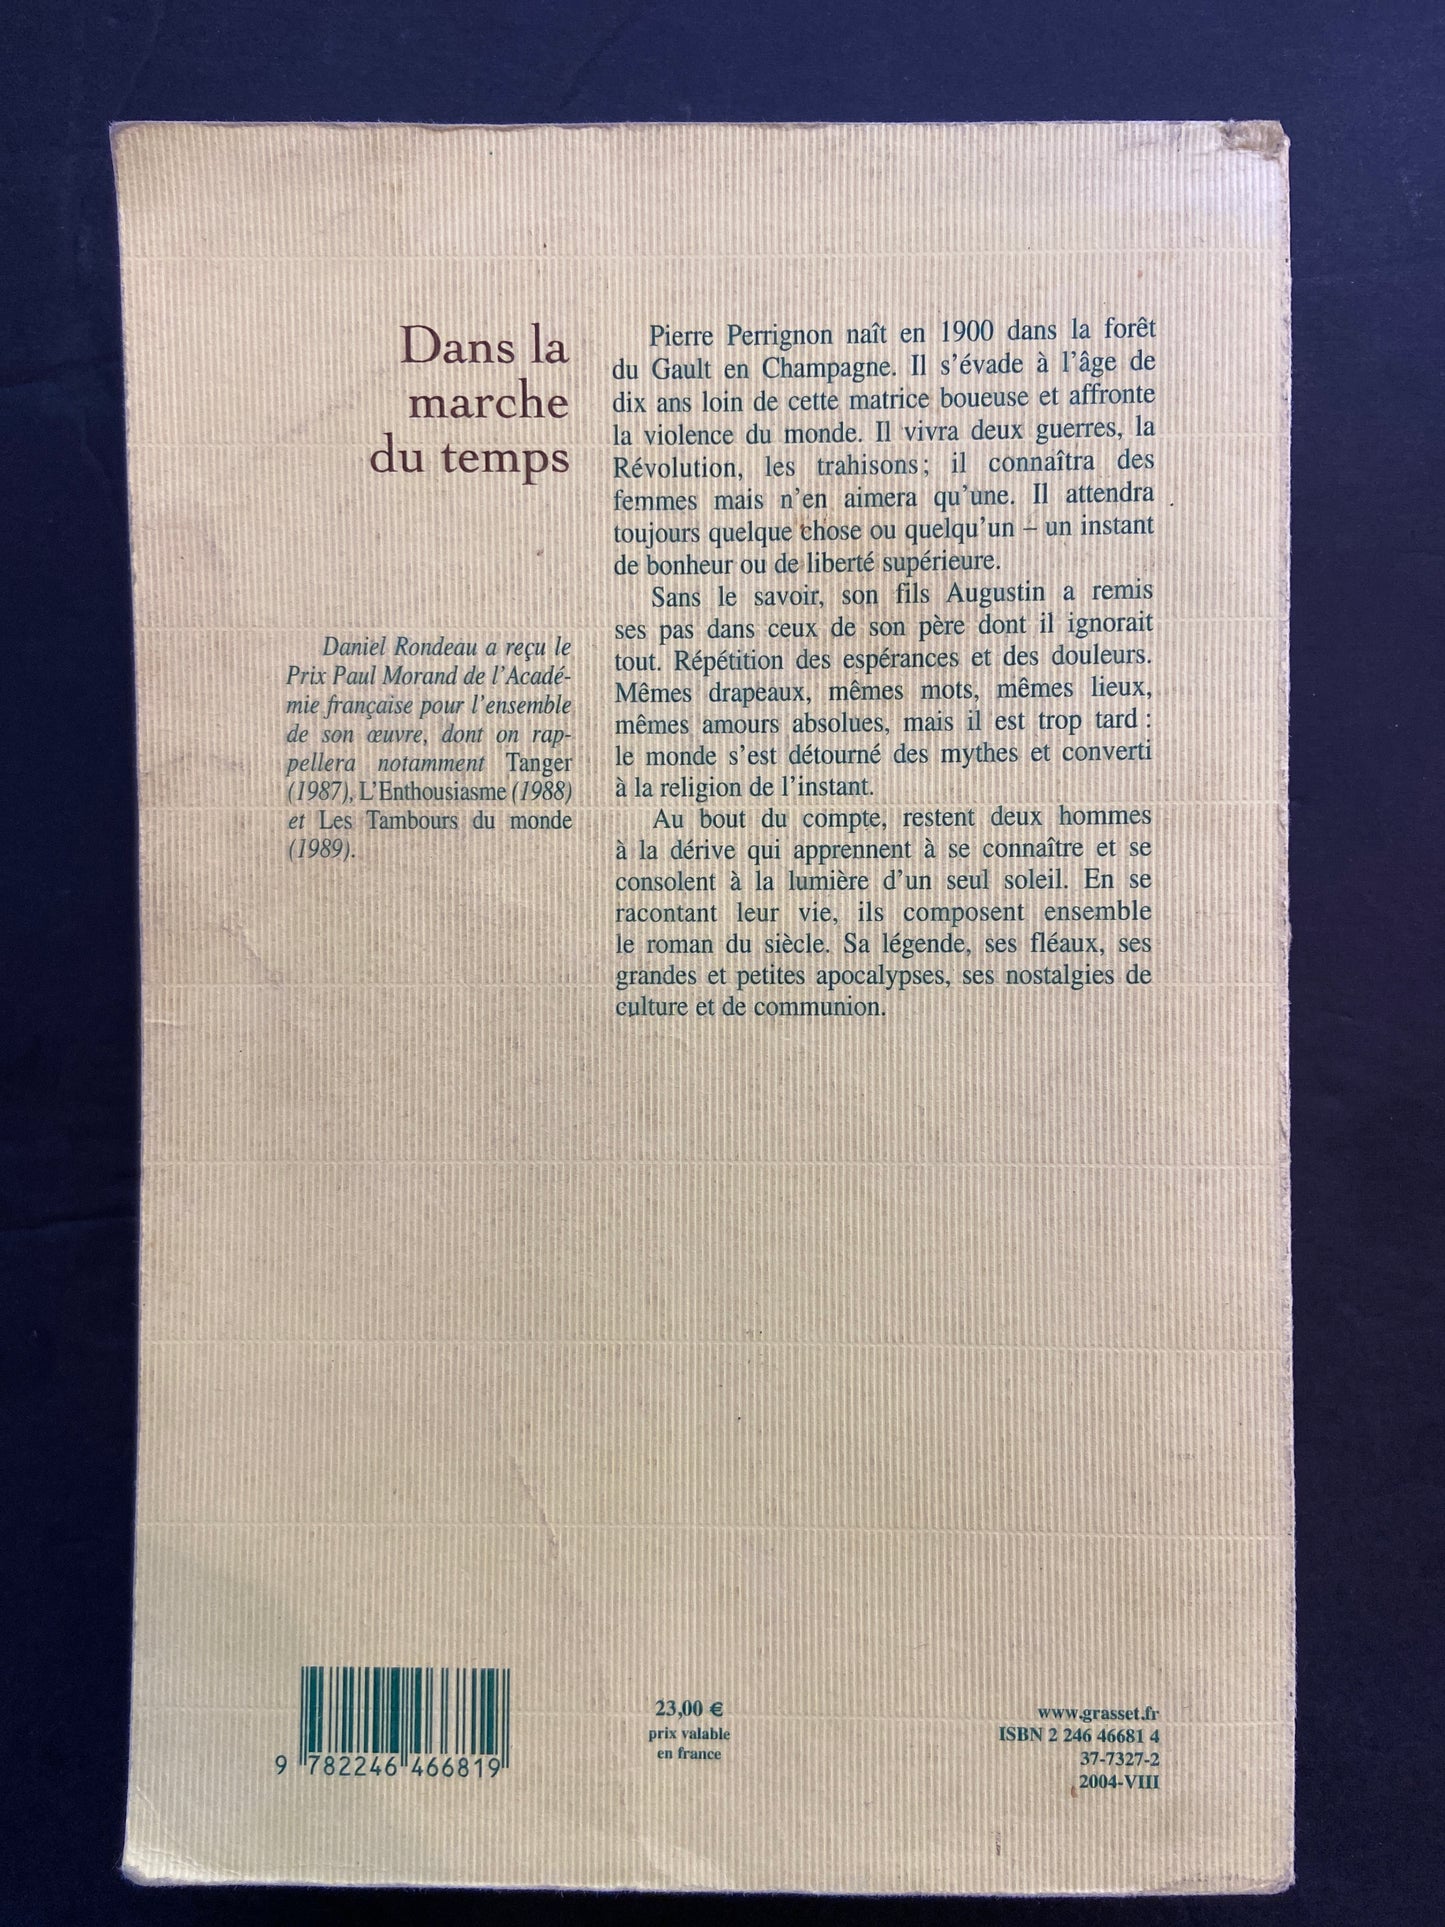 Dans la
marche
du temps
Daniel Rondeau a reçu le
Prix Paul Morand de l'Acadé-
mie française pour l'ensemble
de son œuvre, dont on rap-
pellera notamment Tanger
(1987), L'Enthousiasme (1988)
et Les Tambours du monde
(1989).
Pierre Perrignon naît en 1900 dans la forêt
du Gault en Champagne. Il s'évade à l'âge de
dix ans loin de cette matrice boueuse et affronte
la violence du monde. Il vivra deux guerres, la
Révolution, les trahisons ; il connaîtra des
femmes mais n'en aimera qu'une. Il attendra
toujours quelque chose ou quelqu'un – un instant
de bonheur ou de liberté supérieure.
Sans le savoir, son fils Augustin a remis
ses pas dans ceux de son père dont il ignorait
tout. Répétition des espérances et des douleurs.
Mêmes drapeaux, mêmes mots, mêmes lieux,
mêmes amours absolues, mais il est trop tard :
le monde s'est détourné des mythes et converti
à la religion de l'instant.
Au bout du compte, restent deux hommes
à la dérive qui apprennent à se connaître et se
consolent à la lumière d'un seul soleil. En se
racontant leur vie, ils composent ensemble
le roman du siècle. Sa légende, ses fléaux, ses
grandes et petites apocalypses, ses nostalgies de
culture et de communion.
9 782246 466819
23,00 €
prix valable
en france
www.grasset.fr
ISBN 2 246 46681 4
37-7327-2
2004-VIII